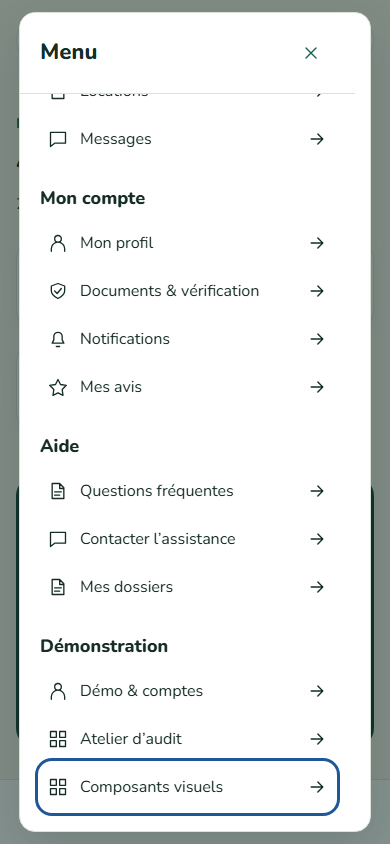 Menu
Locations
Messages
Mon compte
Mon profil
Documents & vérification
Notifications
Mes avis
Aide
Questions fréquentes
Contacter l’assistance
Mes dossiers
Démonstration
Démo & comptes
Atelier d’audit
Composants visuels